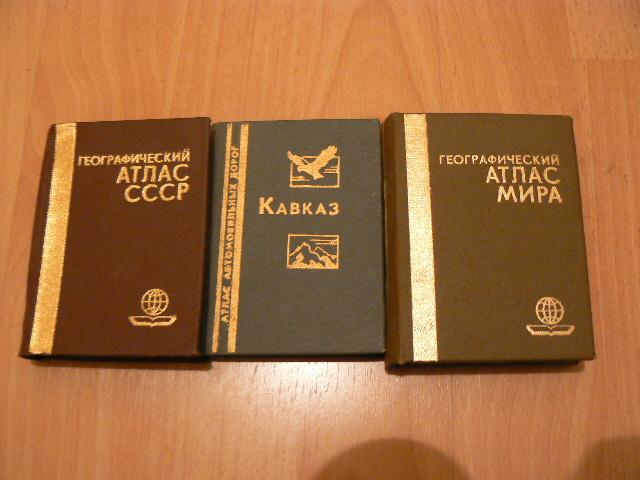 ГЕОГРАФИЧЕСКИЙ
АТЛАС
СССР
АТЛАС АВТОМОБИЛЬНЫХ ДОРОГ
КАВКАЗ
ГЕОГРАФИЧЕСКИЙ
АТЛАС
МИРА